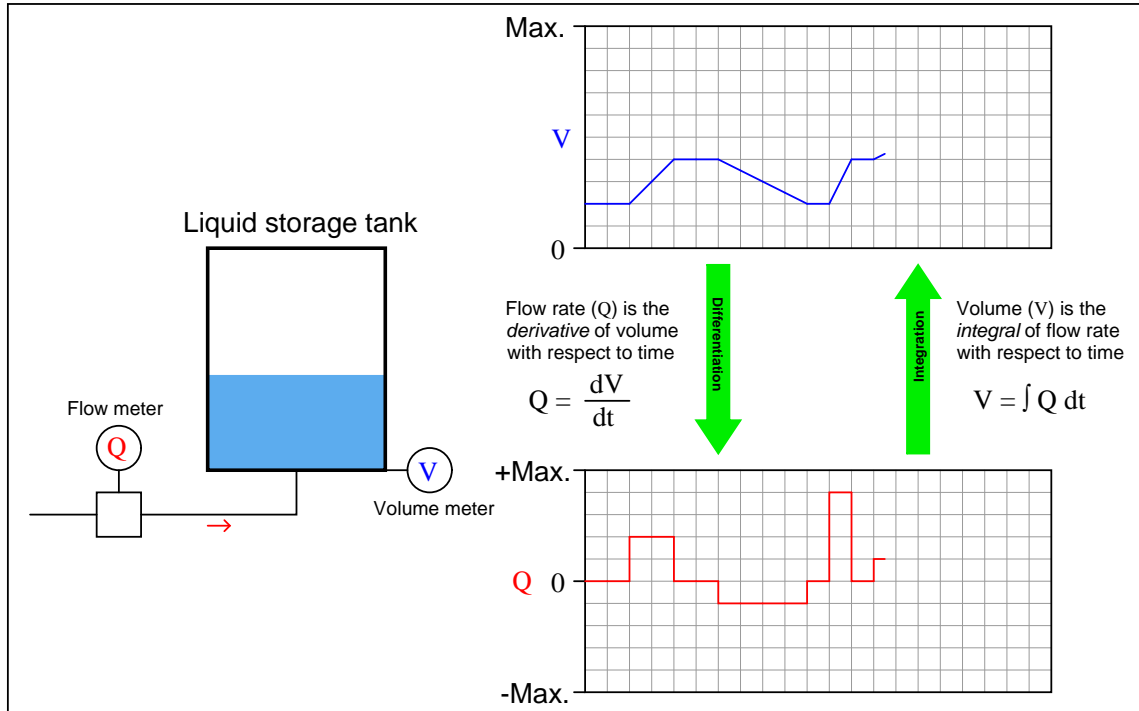 Max.
V
0
Liquid storage tank
Flow meter
Q
V
Volume meter
Flow rate (Q) is the
derivative of volume
with respect to time
Q = dV
dt
Differentiation
Integration
Volume (V) is the
integral of flow rate
with respect to time
V = ∫ Q dt
+Max.
Q 0
-Max.